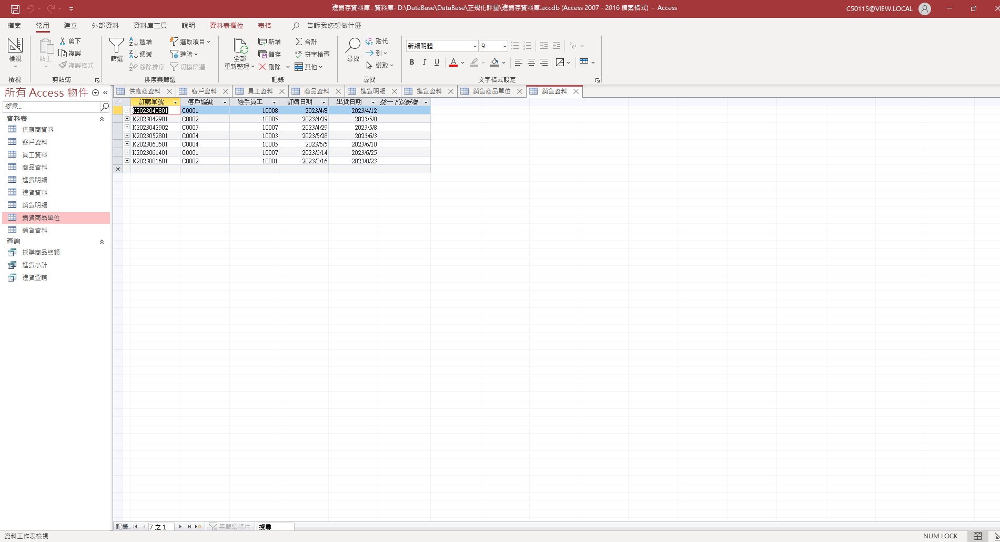 進銷存資料庫 : 資料庫- D:\DataBase\DataBase\正規化評量\進銷存資料庫.accdb (Access 2007 - 2016 檔案格式) - Access
C50115@VIEW.LOCAL
檔案 常用 建立 外部資料 資料庫工具 說明 資料表欄位 表格 告訴我您想做什麼
檢視
檢視
貼上
剪下
複製
複製格式
剪貼簿
篩選
遞增
遞減
移除排序
選取項目
進階
切換篩選
排序與篩選
全部
重新整理
新增
儲存
刪除
合計
拼字檢查
其他
記錄
尋找
取代
到
選取
尋找
新細明體
9
B I U
文字格式設定
所有 Access 物件
搜尋...
資料表
供應商資料
客戶資料
員工資料
商品資料
進貨明細
進貨資料
銷貨明細
銷貨商品單位
銷貨資料
查詢
採購商品總額
進貨小計
進貨查詢
供應商資料 客戶資料 員工資料 商品資料 進貨明細 進貨資料 銷貨商品單位 銷貨資料
訂購單號 客戶編號 經手員工 訂購日期 出貨日期 按一下以新增
K2023040801 C0001 10008 2023/4/8 2023/4/12
K2023042901 C0002 10005 2023/4/29 2023/5/8
K2023042902 C0003 10007 2023/4/29 2023/5/8
K2023052801 C0004 10003 2023/5/28 2023/6/3
K2023060501 C0004 10005 2023/6/5 2023/6/10
K2023061401 C0001 10007 2023/6/14 2023/6/25
K2023081601 C0002 10001 2023/8/16 2023/8/23
記錄: 7 之 1 無篩選條件 搜尋
資料工作表檢視
NUM LOCK